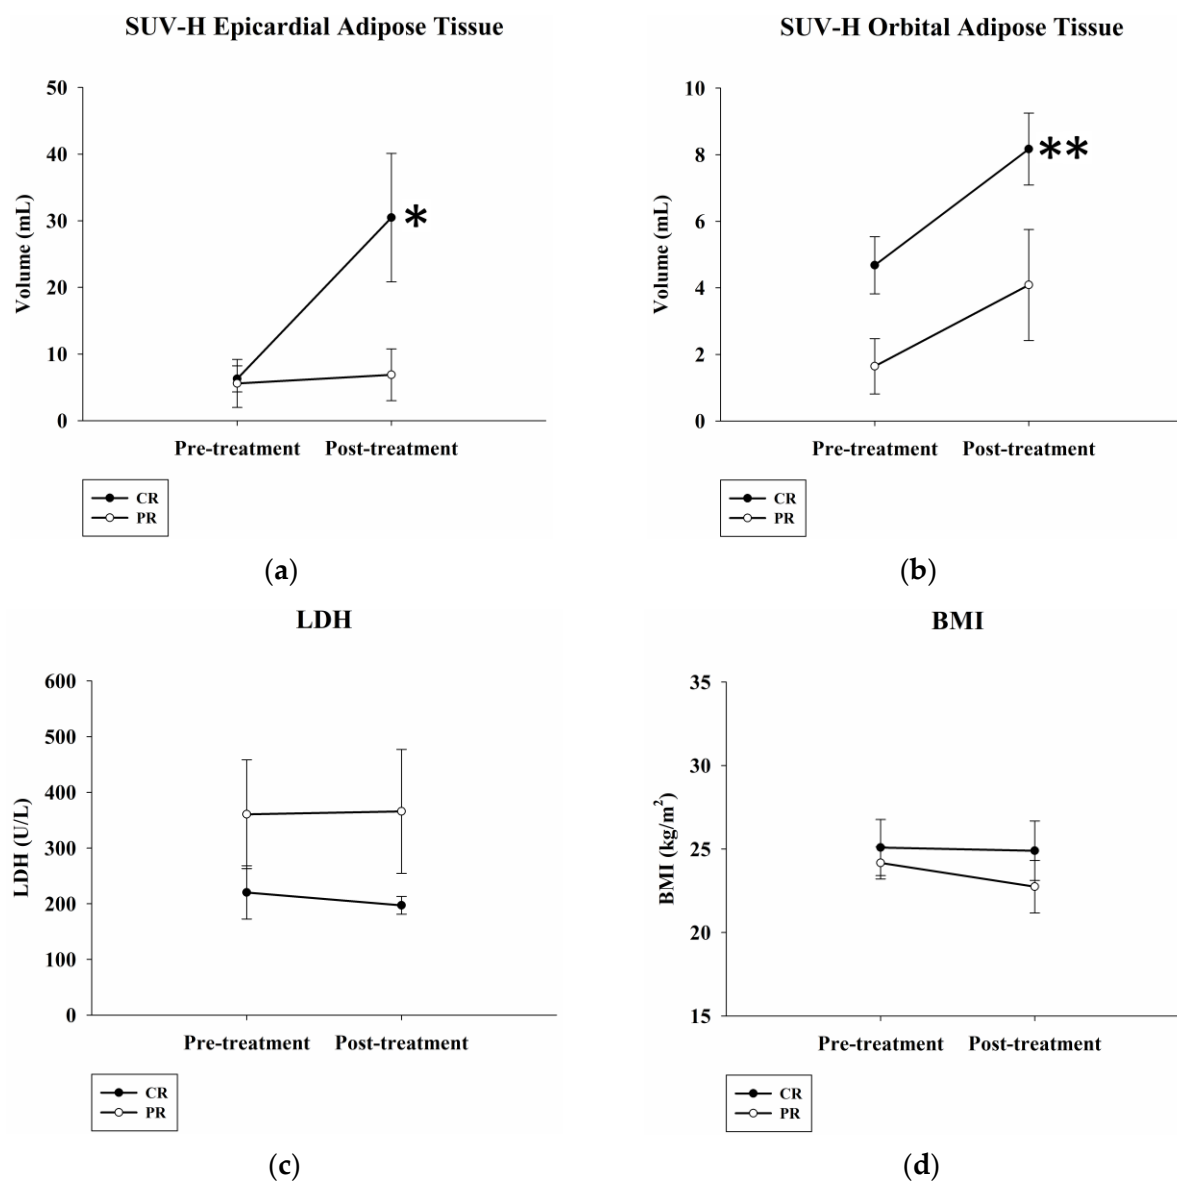 SUV-H Epicardial Adipose Tissue
50
40
30
20
10
0
Volume (mL)
*
Pre-treatment Post-treatment
CR
PR
(a)
SUV-H Orbital Adipose Tissue
10
8
6
4
2
0
Volume (mL)
**
Pre-treatment Post-treatment
CR
PR
(b)
LDH
600
500
400
300
200
100
0
LDH (U/L)
Pre-treatment Post-treatment
CR
PR
(c)
BMI
35
30
25
20
15
BMI (kg/m²)
Pre-treatment Post-treatment
CR
PR
(d)